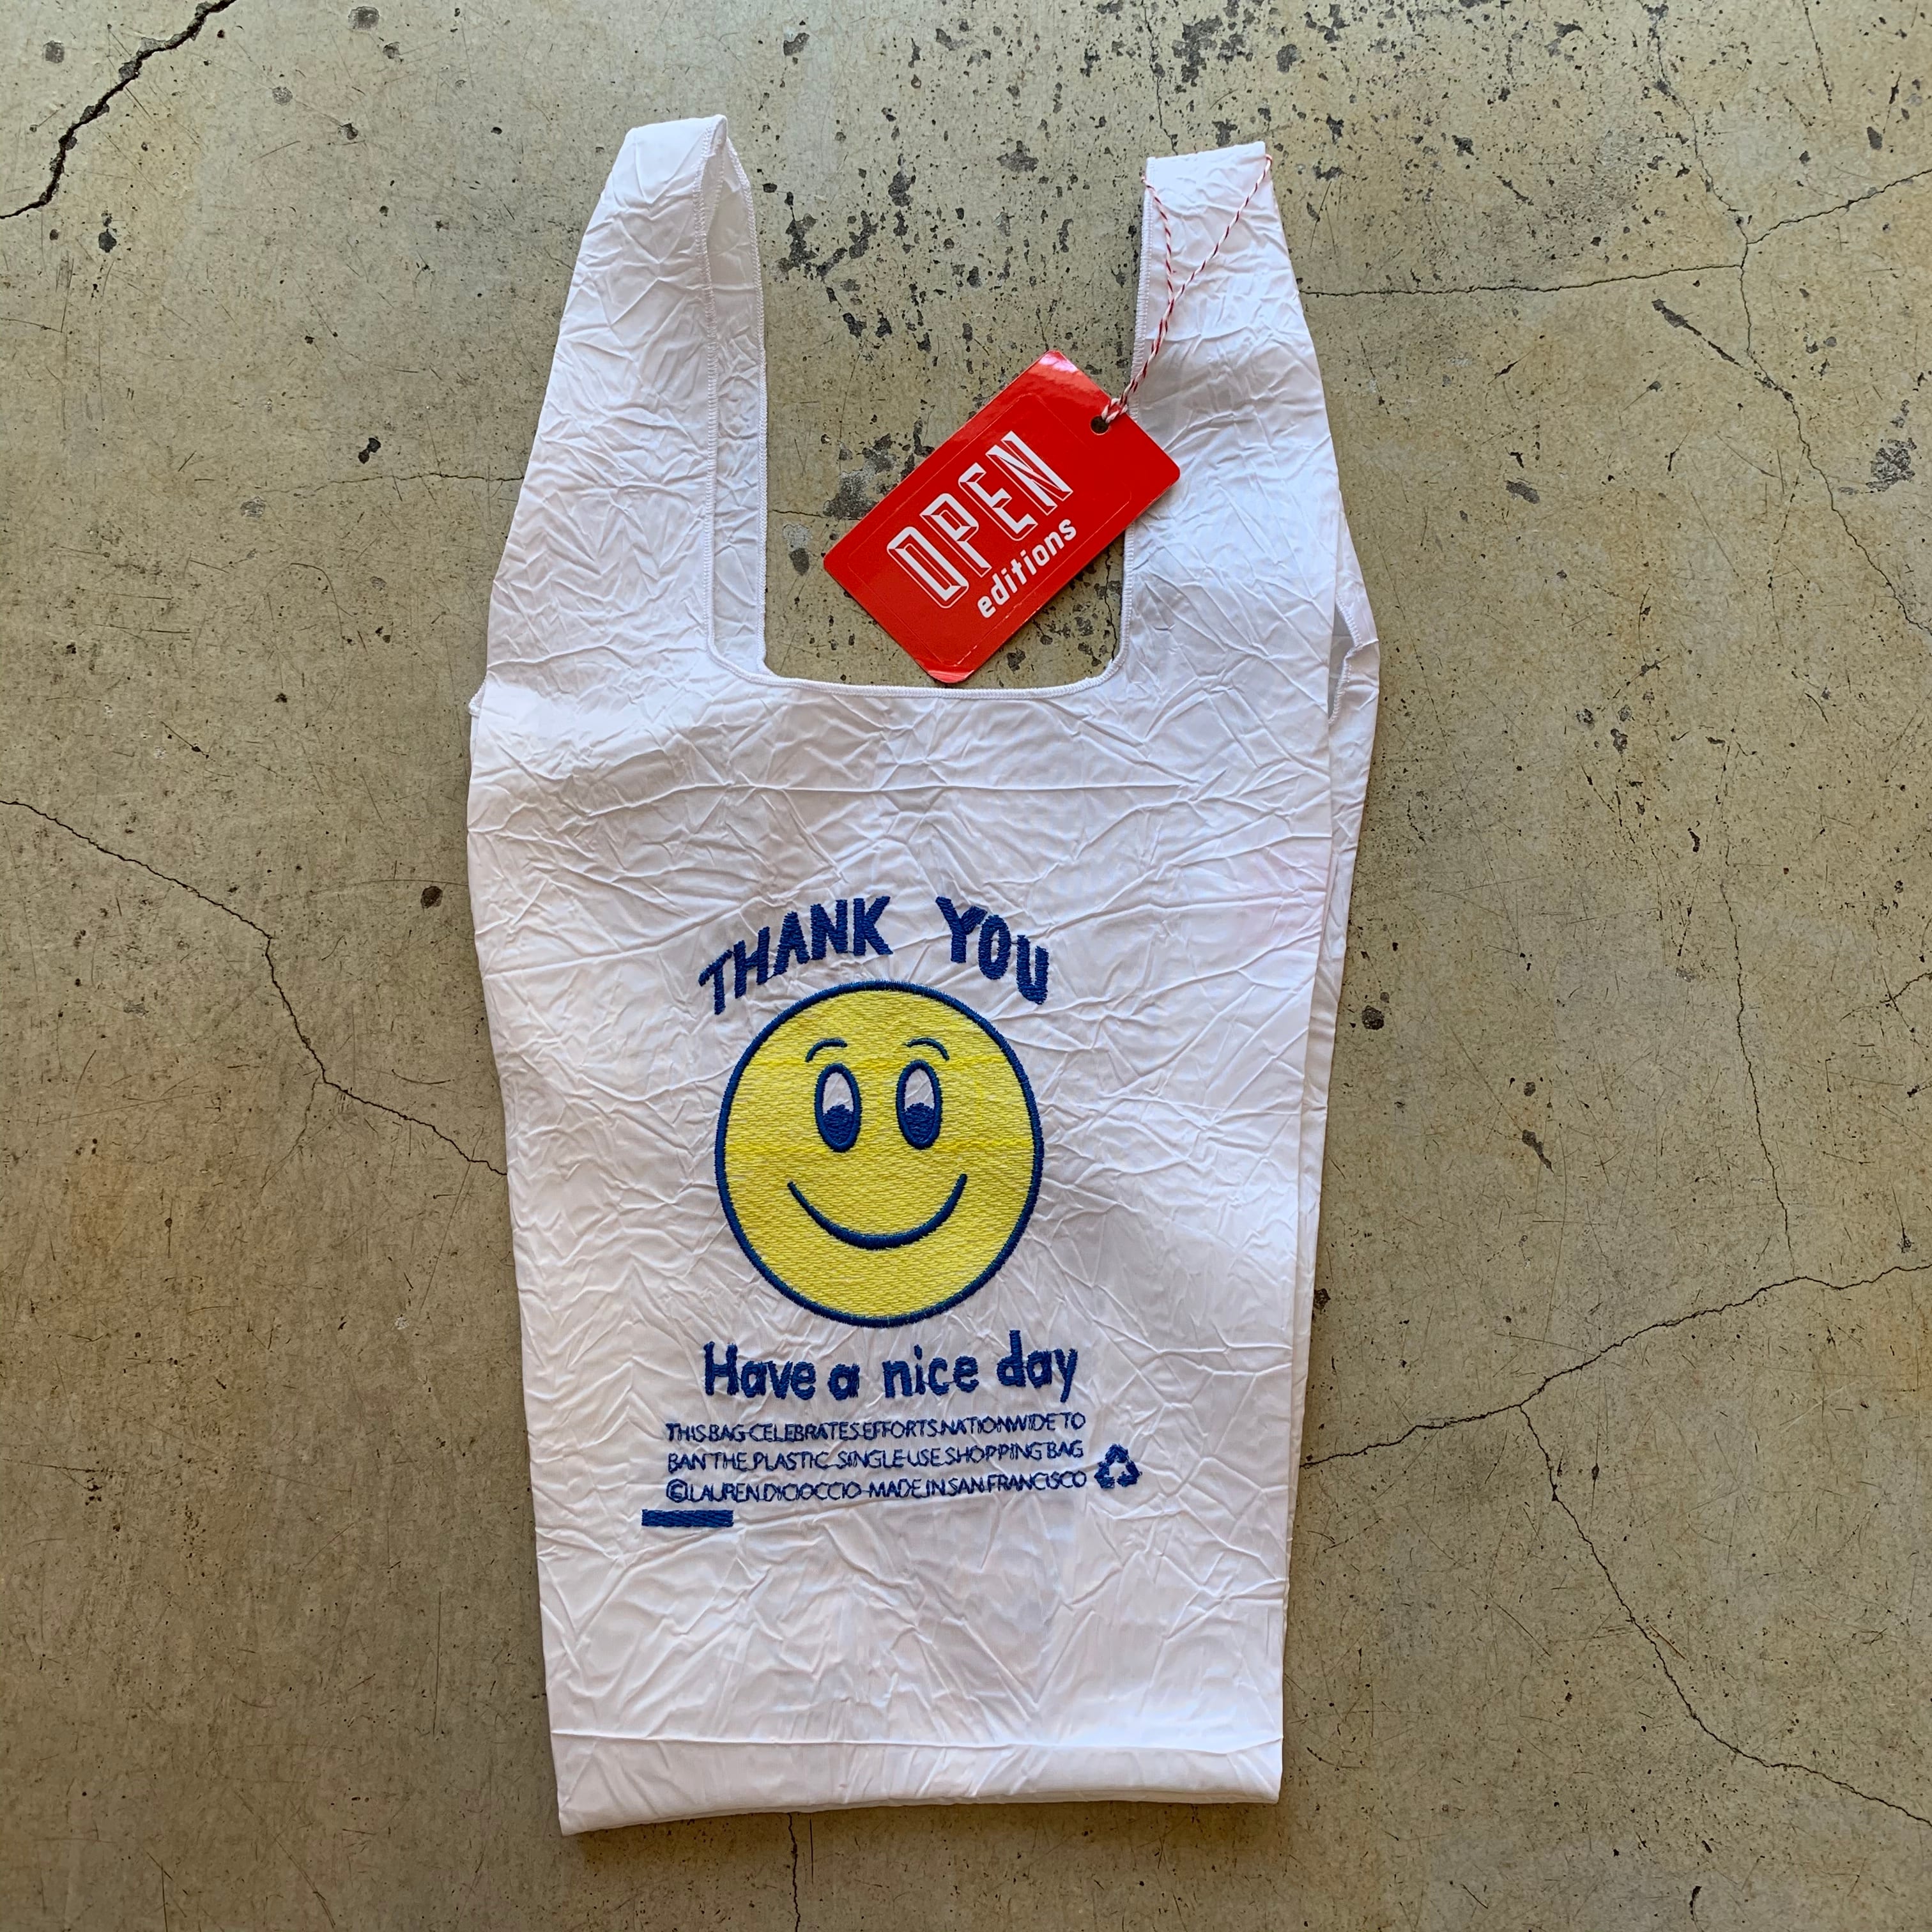 OPEN
editions
THANK YOU
Have a nice day
THIS BAG CELEBRATES EFFORTS NATIONWIDE TO
BAN THE PLASTIC SINGLE-USE SHOPPING BAG
©LAUREN DICIOCCIO-MADE IN SAN FRANCISCO